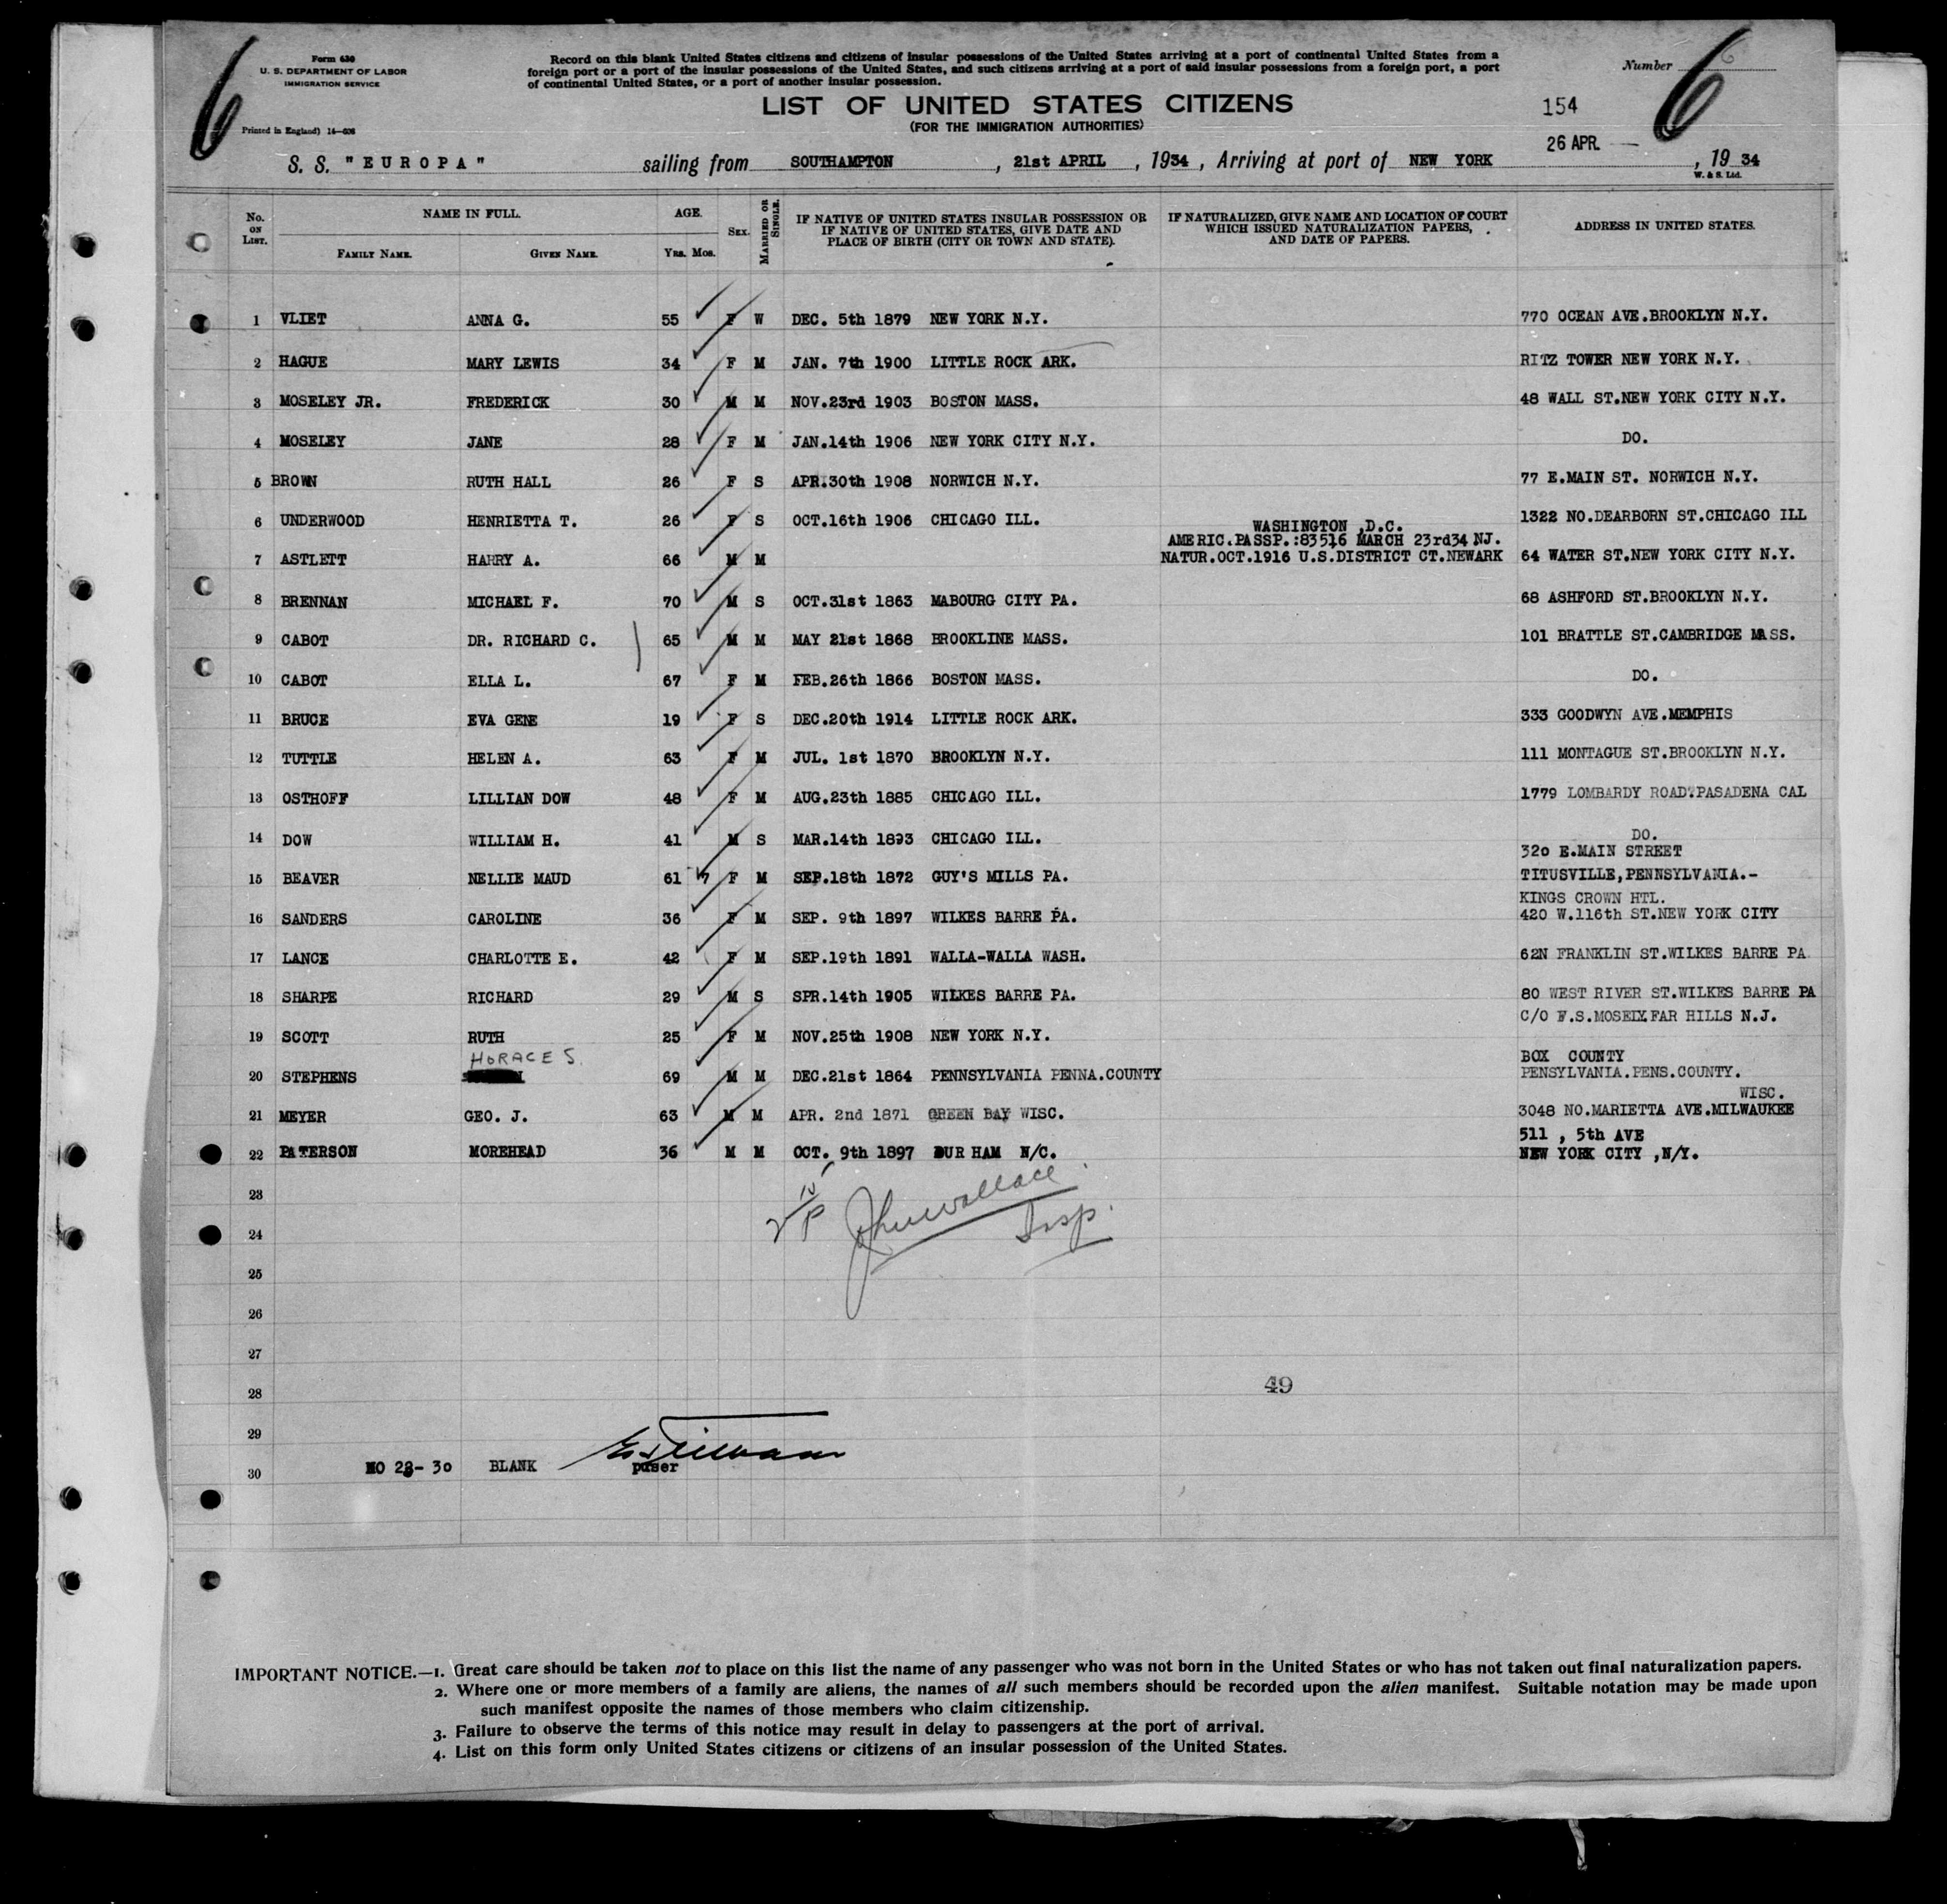 6
Form 630
U. S. DEPARTMENT OF LABOR
IMMIGRATION SERVICE
Printed in England) 14—608
Record on this blank United States citizens and citizens of insular possessions of the United States arriving at a port of continental United States from a
foreign port or a port of the insular possessions of the United States, and such citizens arriving at a port of said insular possessions from a foreign port, a port
of continental United States, or a port of another insular possession.
LIST OF UNITED STATES CITIZENS
(FOR THE IMMIGRATION AUTHORITIES)
Number 6
6
154
S. S. "EUROPA" sailing from SOUTHAMPTON, 21st APRIL, 1934, Arriving at port of NEW YORK 26 APR. —, 19 34
W. & S. Ltd.
No. ON LIST. NAME IN FULL. FAMILY NAME. GIVEN NAME. AGE. YRS. MOS. SEX. MARRIED OR SINGLE. IF NATIVE OF UNITED STATES INSULAR POSSESSION OR IF NATIVE OF UNITED STATES, GIVE DATE AND PLACE OF BIRTH (CITY OR TOWN AND STATE). IF NATURALIZED, GIVE NAME AND LOCATION OF COURT WHICH ISSUED NATURALIZATION PAPERS, AND DATE OF PAPERS. ADDRESS IN UNITED STATES.
1 VLIET ANNA G. 55 F W DEC. 5th 1879 NEW YORK N.Y. 770 OCEAN AVE.BROOKLYN N.Y.
2 HAGUE MARY LEWIS 34 F M JAN. 7th 1900 LITTLE ROCK ARK. RITZ TOWER NEW YORK N.Y.
3 MOSELEY JR. FREDERICK 30 M M NOV.23rd 1903 BOSTON MASS. 48 WALL ST.NEW YORK CITY N.Y.
4 MOSELEY JANE 28 F M JAN.14th 1906 NEW YORK CITY N.Y. DO.
5 BROWN RUTH HALL 26 F S APR.30th 1908 NORWICH N.Y. 77 E.MAIN ST. NORWICH N.Y.
6 UNDERWOOD HENRIETTA T. 26 F S OCT.16th 1906 CHICAGO ILL. 1322 NO.DEARBORN ST.CHICAGO ILL
WASHINGTON ,D.C.
AMERIC.PASSP.:83516 MARCH 23rd34 NJ.
7 ASTLETT HARRY A. 66 M M NATUR.OCT.1916 U.S.DISTRICT CT.NEWARK 64 WATER ST.NEW YORK CITY N.Y.
8 BRENNAN MICHAEL F. 70 M S OCT.31st 1863 MABOURG CITY PA. 68 ASHFORD ST.BROOKLYN N.Y.
9 CABOT DR. RICHARD C. 65 M M MAY 21st 1868 BROOKLINE MASS. 101 BRATTLE ST.CAMBRIDGE MASS.
10 CABOT ELLA L. 67 F M FEB.26th 1866 BOSTON MASS. DO.
11 BRUCE EVA GENE 19 F S DEC.20th 1914 LITTLE ROCK ARK. 333 GOODWYN AVE.MEMPHIS
12 TUTTLE HELEN A. 63 F M JUL. 1st 1870 BROOKLYN N.Y. 111 MONTAGUE ST.BROOKLYN N.Y.
13 OSTHOFF LILLIAN DOW 48 F M AUG.23th 1885 CHICAGO ILL. 1779 LOMBARDY ROAD.PASADENA CAL
14 DOW WILLIAM H. 41 M S MAR.14th 1893 CHICAGO ILL. DO.
320 E.MAIN STREET
15 BEAVER NELLIE MAUD 61 7 F M SEP.18th 1872 GUY'S MILLS PA. TITUSVILLE,PENNSYLVANIA.-
KINGS CROWN HTL.
16 SANDERS CAROLINE 36 F M SEP. 9th 1897 WILKES BARRE PA. 420 W.116th ST.NEW YORK CITY
17 LANCE CHARLOTTE E. 42 F M SEP.19th 1891 WALLA-WALLA WASH. 62N FRANKLIN ST.WILKES BARRE PA.
18 SHARPE RICHARD 29 M S SPR.14th 1905 WILKES BARRE PA. 80 WEST RIVER ST.WILKES BARRE PA
C/O F.S.MOSELY.FAR HILLS N.J.
19 SCOTT RUTH 25 F M NOV.25th 1908 NEW YORK N.Y.
HORACE S. BOX COUNTY
20 STEPHENS 69 M M DEC.21st 1864 PENNSYLVANIA PENNA.COUNTY PENSYLVANIA.PENS.COUNTY.
WISC.
21 MEYER GEO. J. 63 M M APR. 2nd 1871 GREEN BAY WISC. 3048 NO.MARIETTA AVE.MILWAUKEE
511 , 5th AVE
22 PATERSON MOREHEAD 36 M M OCT. 9th 1897 DURHAM N/C. NEW YORK CITY ,N/Y.
23
John Wallace
24 Insp.
25
26
27
28 49
29
30 NO 23- 30 BLANK purser
IMPORTANT NOTICE.—1. Great care should be taken not to place on this list the name of any passenger who was not born in the United States or who has not taken out final naturalization papers.
2. Where one or more members of a family are aliens, the names of all such members should be recorded upon the alien manifest. Suitable notation may be made upon
such manifest opposite the names of those members who claim citizenship.
3. Failure to observe the terms of this notice may result in delay to passengers at the port of arrival.
4. List on this form only United States citizens or citizens of an insular possession of the United States.